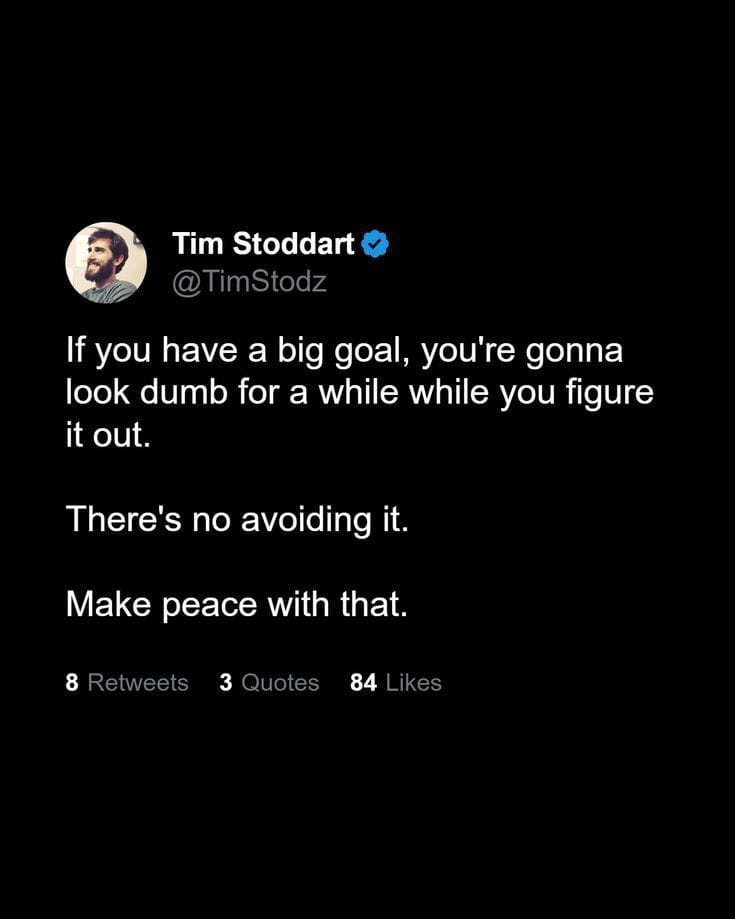 Tim Stoddart
@TimStodz
If you have a big goal, you're gonna
look dumb for a while while you figure
it out.
There's no avoiding it.
Make peace with that.
8 Retweets 3 Quotes 84 Likes